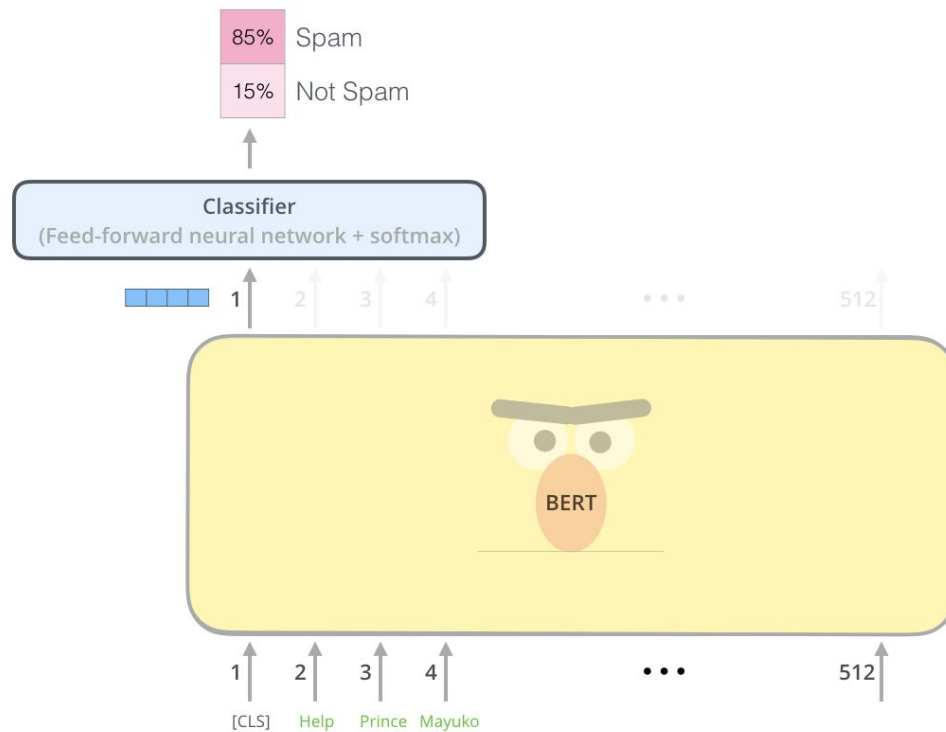 85% Spam
15% Not Spam
Classifier
(Feed-forward neural network + softmax)
1 2 3 4 ••• 512
BERT
1 2 3 4 ••• 512
[CLS] Help Prince Mayuko